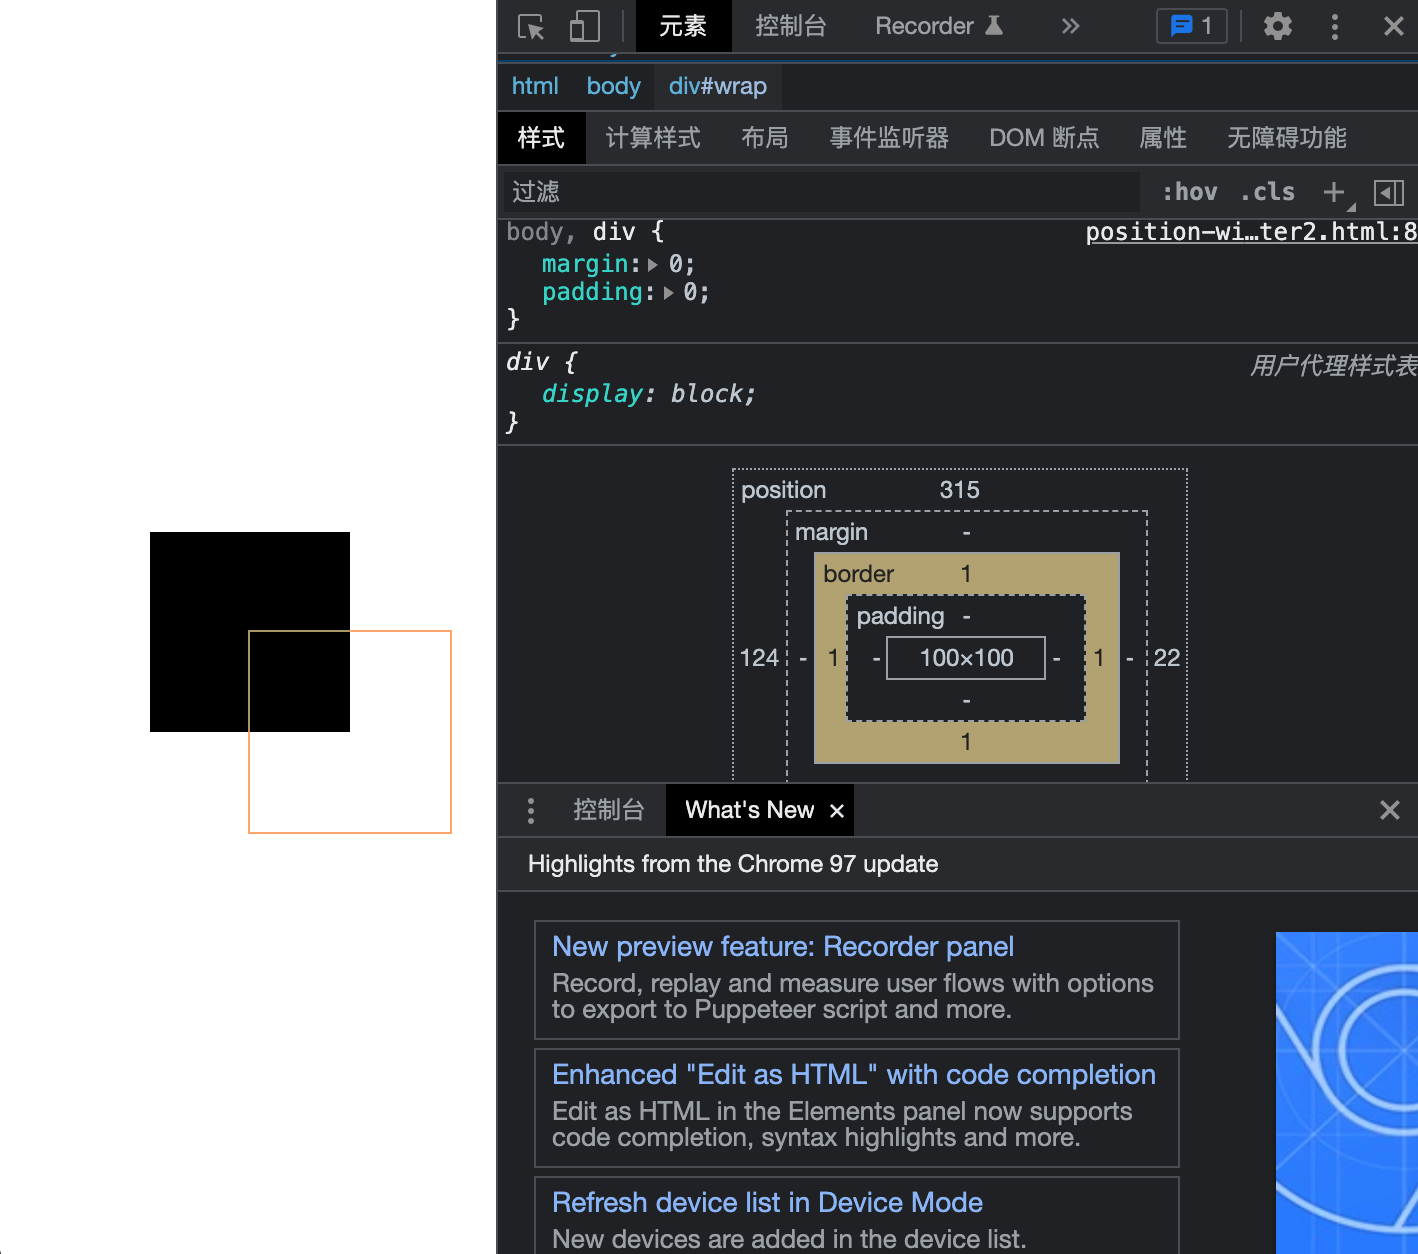 元素 控制台 Recorder 1
html body div#wrap
样式 计算样式 布局 事件监听器 DOM 断点 属性 无障碍功能
过滤 :hov .cls
body, div { position-wi…ter2.html:8
margin: 0;
padding: 0;
}
div { 用户代理样式表
display: block;
}
position 315
margin -
border 1
padding -
124 - 1 - 100×100 - 1 - 22
-
1
控制台 What's New
Highlights from the Chrome 97 update
New preview feature: Recorder panel
Record, replay and measure user flows with options
to export to Puppeteer script and more.
Enhanced "Edit as HTML" with code completion
Edit as HTML in the Elements panel now supports
code completion, syntax highlights and more.
Refresh device list in Device Mode
New devices are added in the device list.